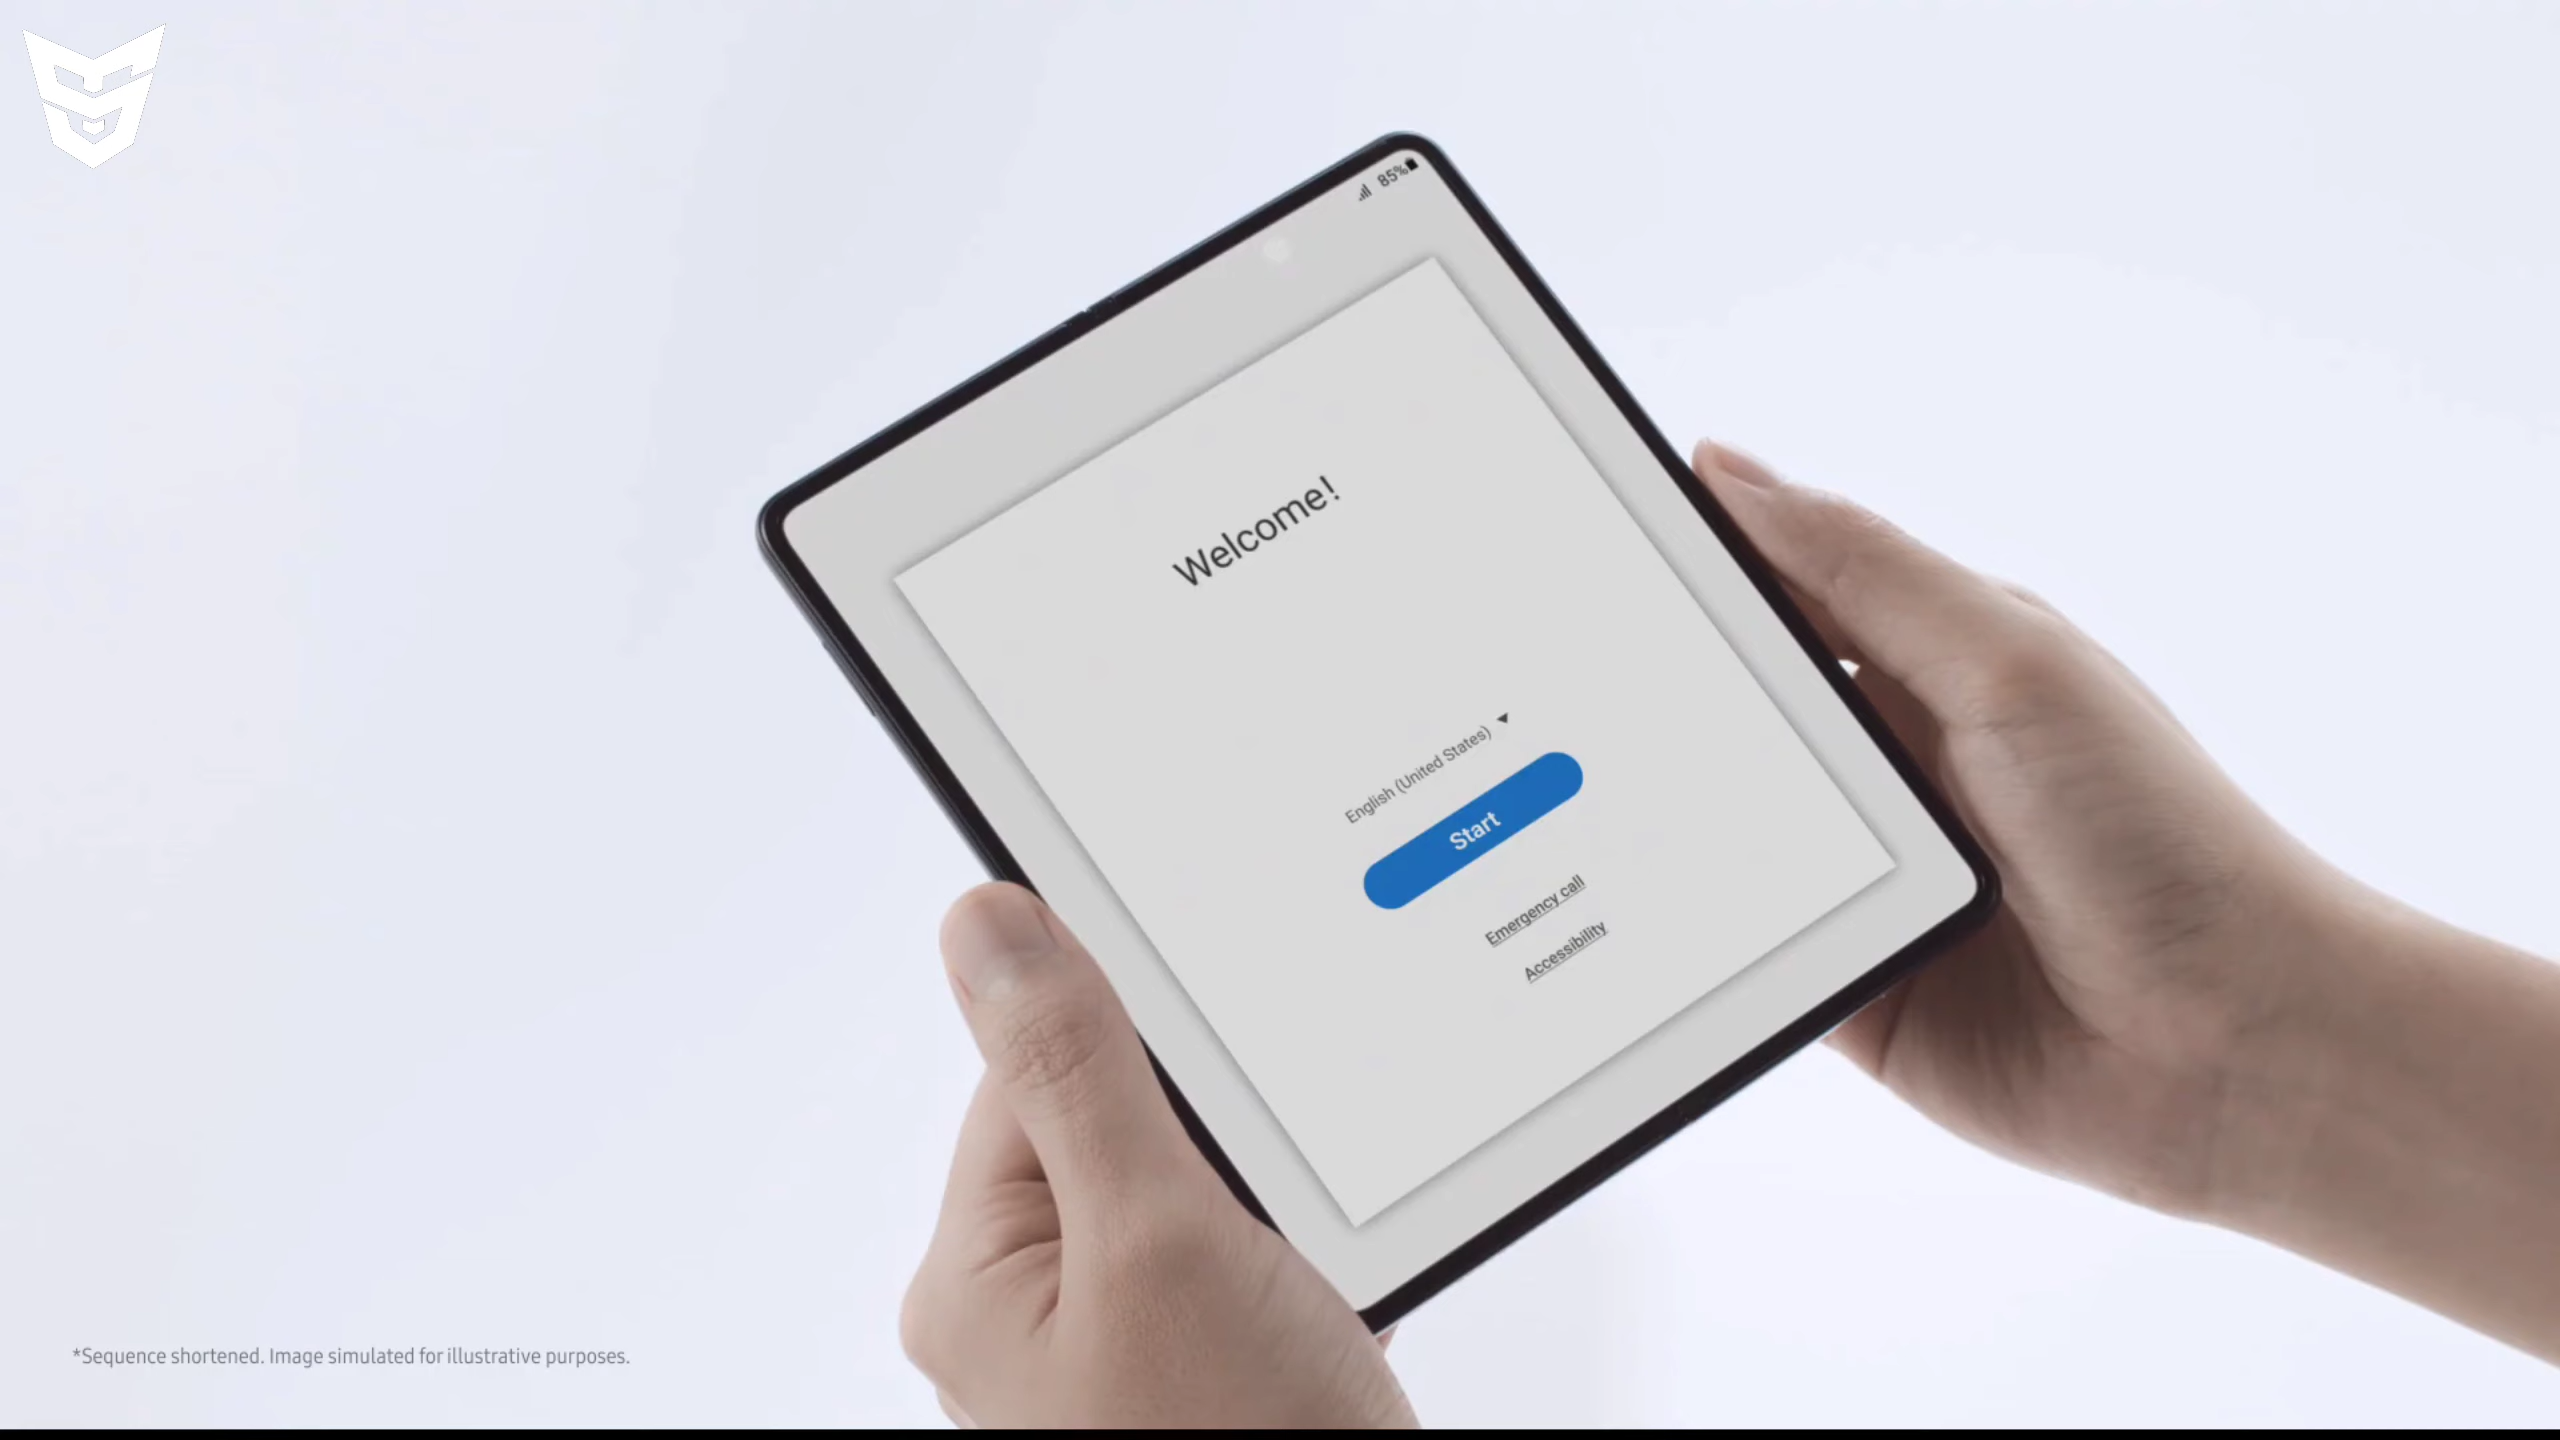 85%
Welcome!
English (United States)
Start
Emergency call
Accessibility
*Sequence shortened. Image simulated for illustrative purposes.